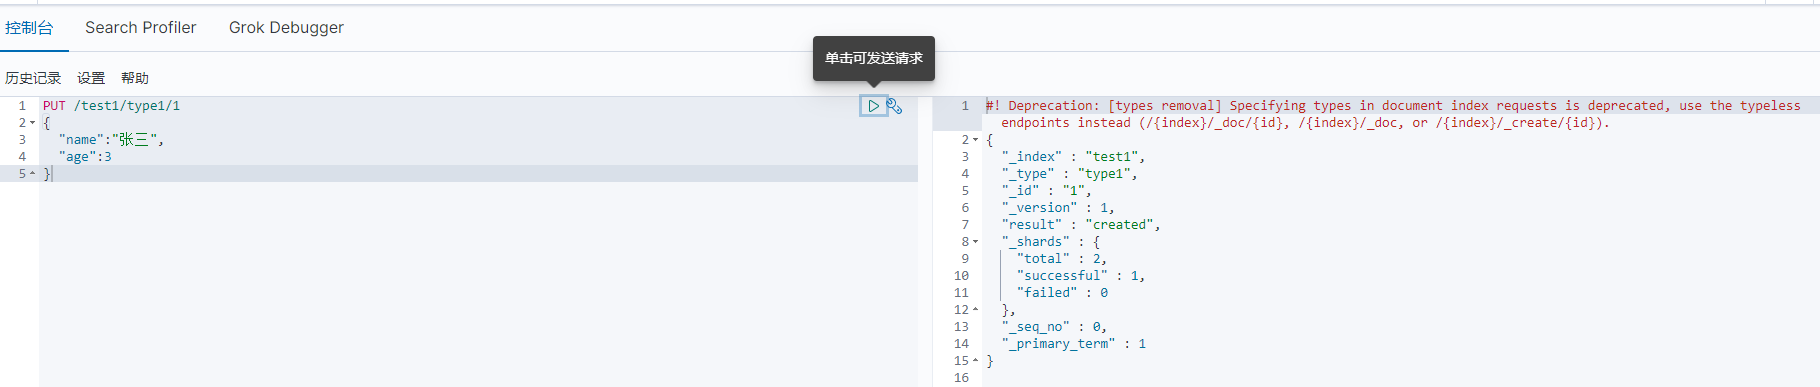 控制台 Search Profiler Grok Debugger
单击可发送请求
历史记录 设置 帮助
1 PUT /test1/type1/1
2 {
3 "name":"张三",
4 "age":3
5 }
1 #! Deprecation: [types removal] Specifying types in document index requests is deprecated, use the typeless
endpoints instead (/{index}/_doc/{id}, /{index}/_doc, or /{index}/_create/{id}).
2 {
3 "_index" : "test1",
4 "_type" : "type1",
5 "_id" : "1",
6 "_version" : 1,
7 "result" : "created",
8 "_shards" : {
9 "total" : 2,
10 "successful" : 1,
11 "failed" : 0
12 },
13 "_seq_no" : 0,
14 "_primary_term" : 1
15 }
16